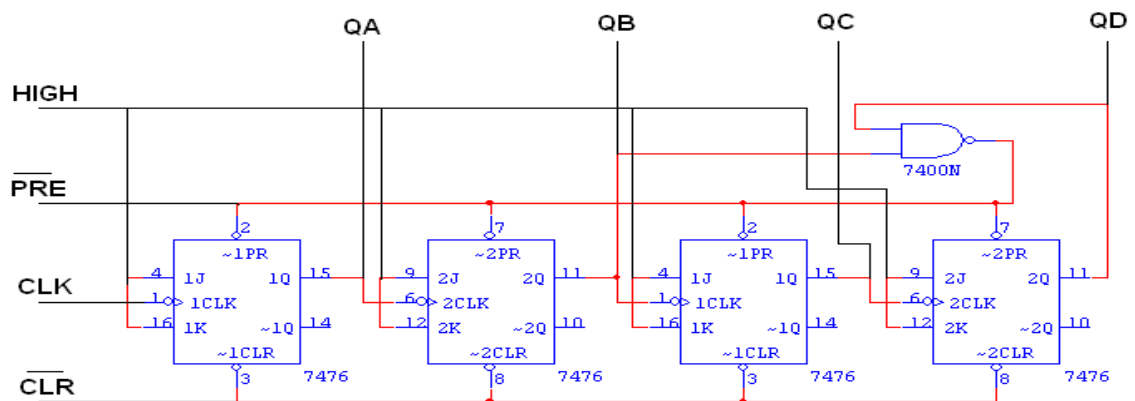 QA QB QC QD
HIGH
7400N
PRE
2 7 2 7
~1PR ~2PR ~1PR ~2PR
4 1J 1Q 15 9 2J 2Q 11 4 1J 1Q 15 9 2J 2Q 11
CLK 1 1CLK 6 2CLK 1 1CLK 6 2CLK
16 1K ~1Q 14 12 2K ~2Q 10 16 1K ~1Q 14 12 2K ~2Q 10
~1CLR ~2CLR ~1CLR ~2CLR
CLR 3 7476 8 7476 3 7476 8 7476